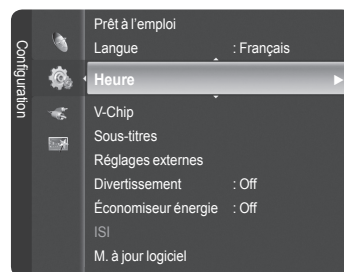 Configuration
Prêt à l'emploi
Langue : Français
Heure
V-Chip
Sous-titres
Réglages externes
Divertissement : Off
Économiseur énergie : Off
ISI
M. à jour logiciel